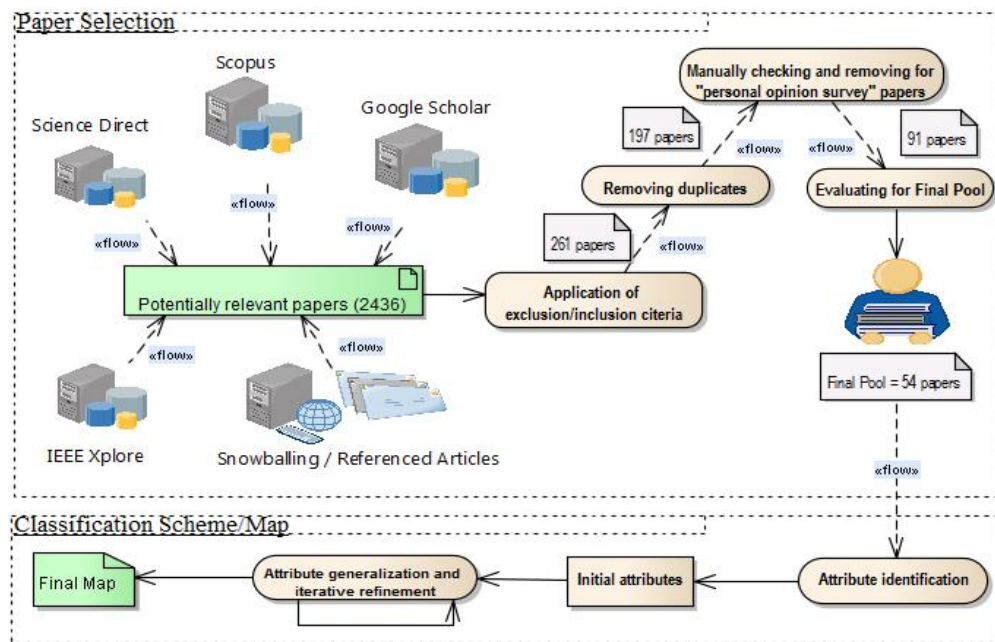 Paper Selection
Scopus
Science Direct
Google Scholar
«flow»
«flow»
«flow»
Potentially relevant papers (2436)
«flow»
«flow»
IEEE Xplore
Snowballing / Referenced Articles
Application of
exclusion/inclusion citeria
261 papers
«flow»
Removing duplicates
197 papers
«flow»
Manually checking and removing for
"personal opinion survey" papers
«flow»
91 papers
Evaluating for Final Pool
Final Pool = 54 papers
«flow»
Classification Scheme/Map
Attribute identification
Initial attributes
Attribute generalization and
iterative refinement
Final Map